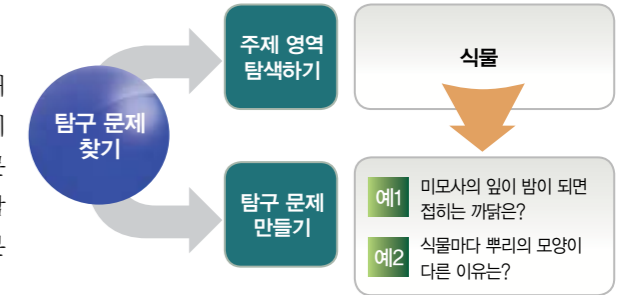 탐구 문제
찾기
주제 영역
탐색하기
식물
탐구 문제
만들기
예1
미모사의 잎이 밤이 되면
접히는 까닭은?
예2
식물마다 뿌리의 모양이
다른 이유는?